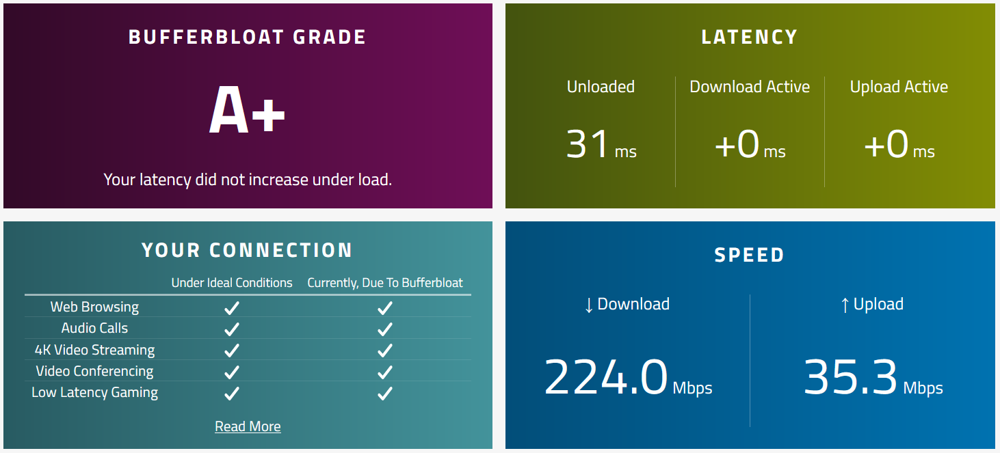 BUFFERBLOAT GRADE
A+
Your latency did not increase under load.
LATENCY
Unloaded Download Active Upload Active
31 ms +0 ms +0 ms
YOUR CONNECTION
Under Ideal Conditions Currently, Due To Bufferbloat
Web Browsing ✓ ✓
Audio Calls ✓ ✓
4K Video Streaming ✓ ✓
Video Conferencing ✓ ✓
Low Latency Gaming ✓ ✓
Read More
SPEED
↓ Download ↑ Upload
224.0 Mbps 35.3 Mbps